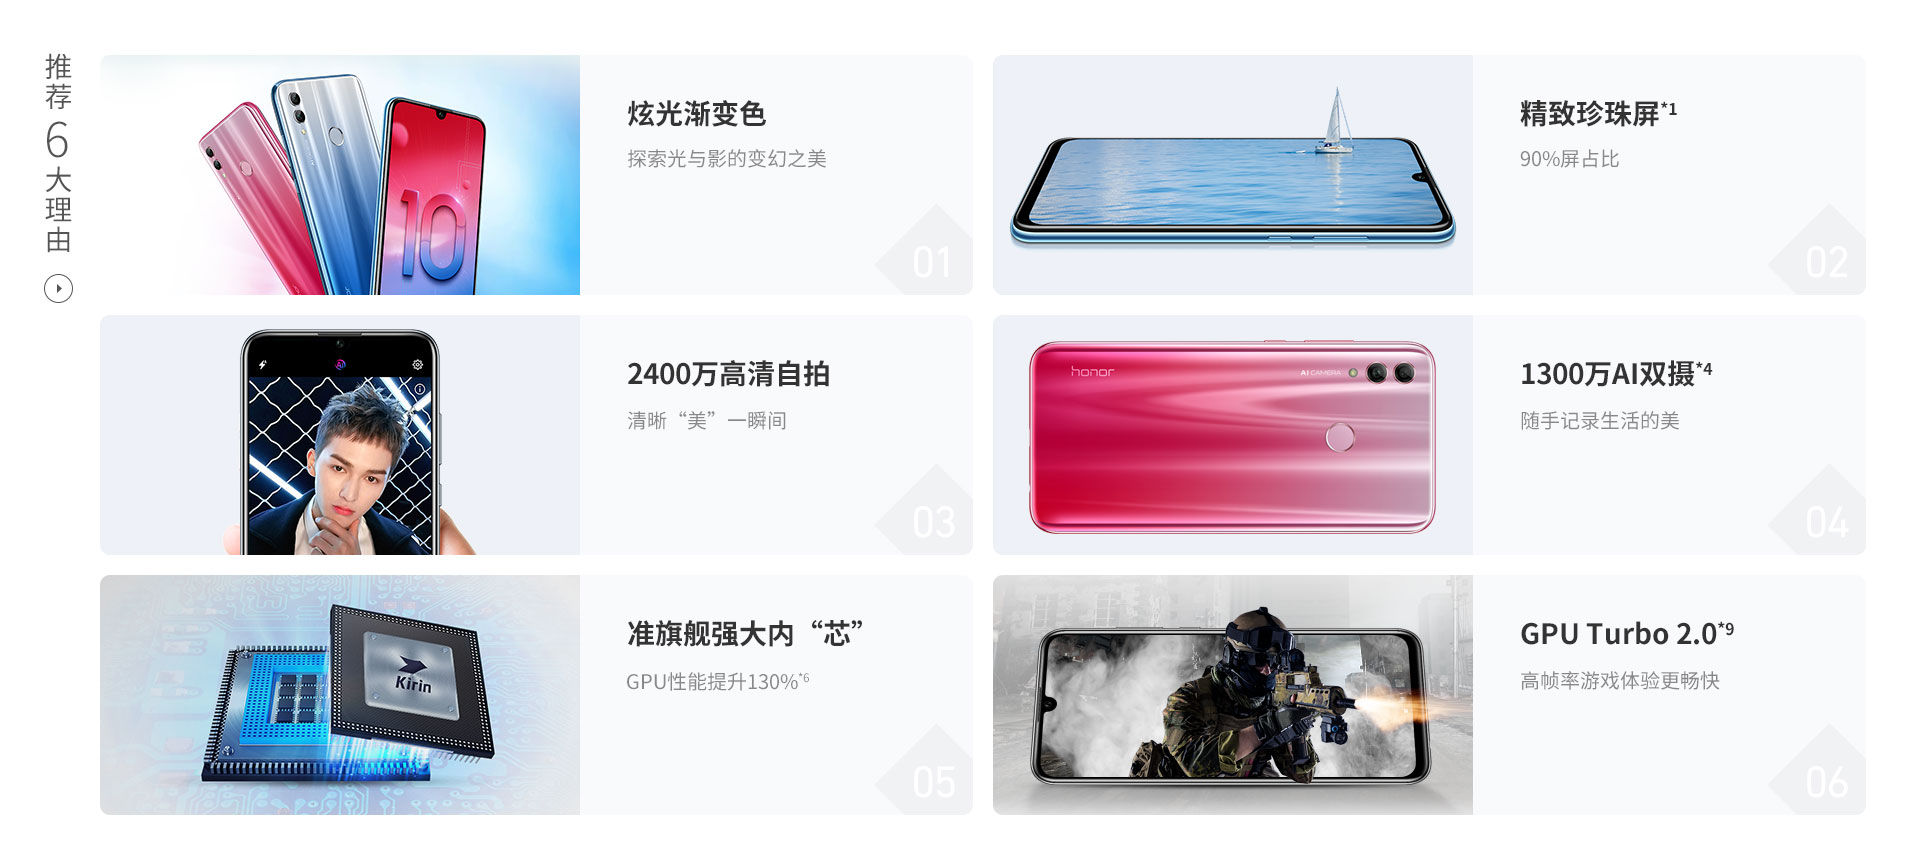 推荐6大理由
10
炫光渐变色
探索光与影的变幻之美
01
精致珍珠屏*1
90%屏占比
02
2400万高清自拍
清晰“美”一瞬间
03
honor
AI CAMERA
1300万AI双摄*4
随手记录生活的美
04
Kirin
准旗舰强大内“芯”
GPU性能提升130%*6
05
GPU Turbo 2.0*9
高帧率游戏体验更畅快
06